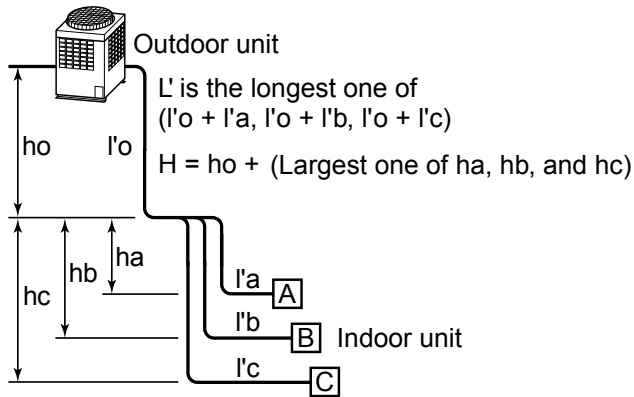 Outdoor unit
L' is the longest one of
(l'o + l'a, l'o + l'b, l'o + l'c)
ho
l'o
H = ho + (Largest one of ha, hb, and hc)
ha
hb
hc
l'a
A
l'b
B
Indoor unit
l'c
C